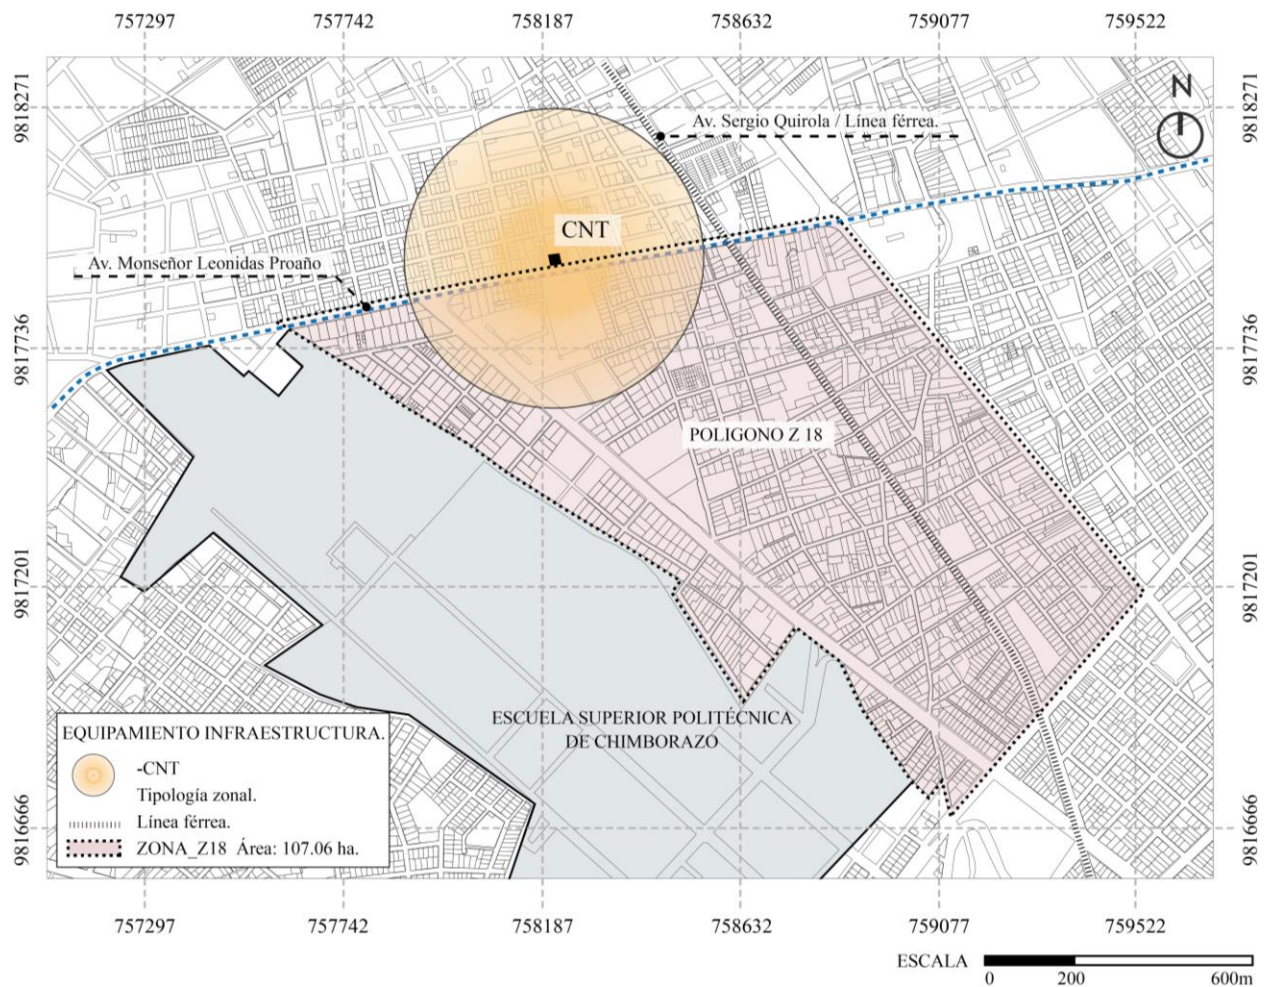 757297 757742 758187 758632 759077 759522
9818271 9818271
N
Av. Sergio Quirola / Línea férrea.
CNT
Av. Monseñor Leonidas Proaño
9817736 9817736
POLIGONO Z 18
9817201 9817201
ESCUELA SUPERIOR POLITÉCNICA
DE CHIMBORAZO
EQUIPAMIENTO INFRAESTRUCTURA.
-CNT
Tipología zonal.
Línea férrea.
ZONA_Z18 Área: 107.06 ha.
9816666 9816666
757297 757742 758187 758632 759077 759522
ESCALA
0 200 600m